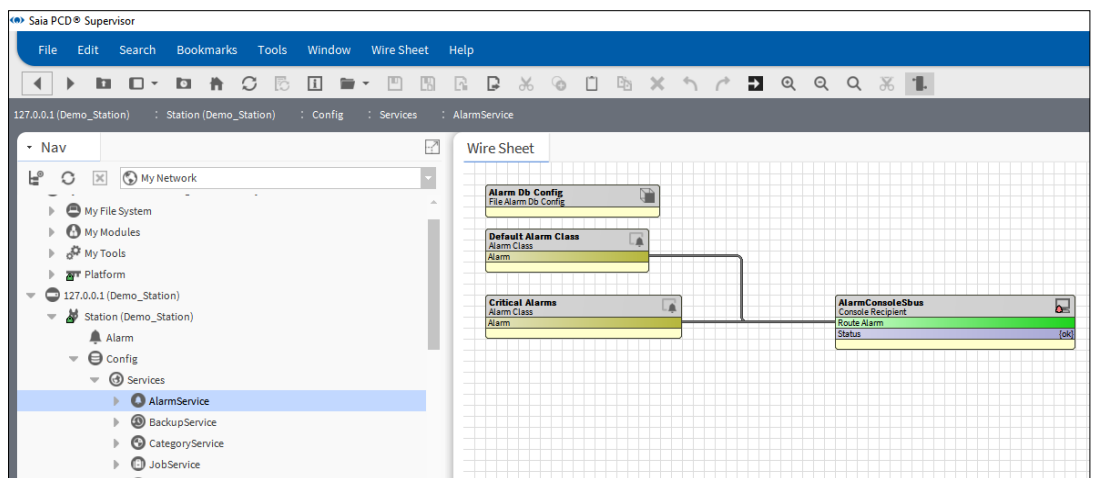 Saia PCD® Supervisor
File Edit Search Bookmarks Tools Window Wire Sheet Help
127.0.0.1 (Demo_Station) : Station (Demo_Station) : Config : Services : AlarmService
Nav
My Network
My File System
My Modules
My Tools
Platform
127.0.0.1 (Demo_Station)
Station (Demo_Station)
Alarm
Config
Services
AlarmService
BackupService
CategoryService
JobService
Wire Sheet
Alarm Db Config
File Alarm Db Config
Default Alarm Class
Alarm Class
Alarm
Critical Alarms
Alarm Class
Alarm
AlarmConsoleSbus
Console Recipient
Route Alarm
Status {ok}